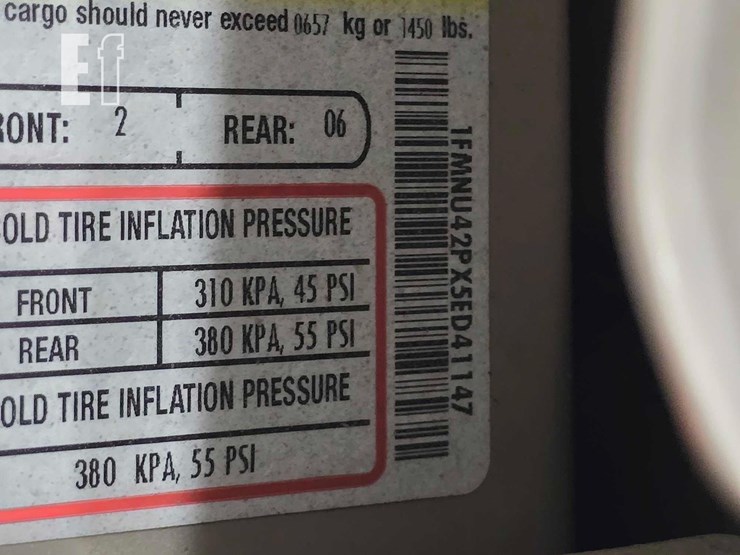 cargo should never exceed 0657 kg or 1450 lbs.
Ef
RONT: 2 REAR: 06
OLD TIRE INFLATION PRESSURE
FRONT 310 KPA, 45 PSI
REAR 380 KPA, 55 PSI
OLD TIRE INFLATION PRESSURE
380 KPA, 55 PSI
1FMNU42PX5ED41147